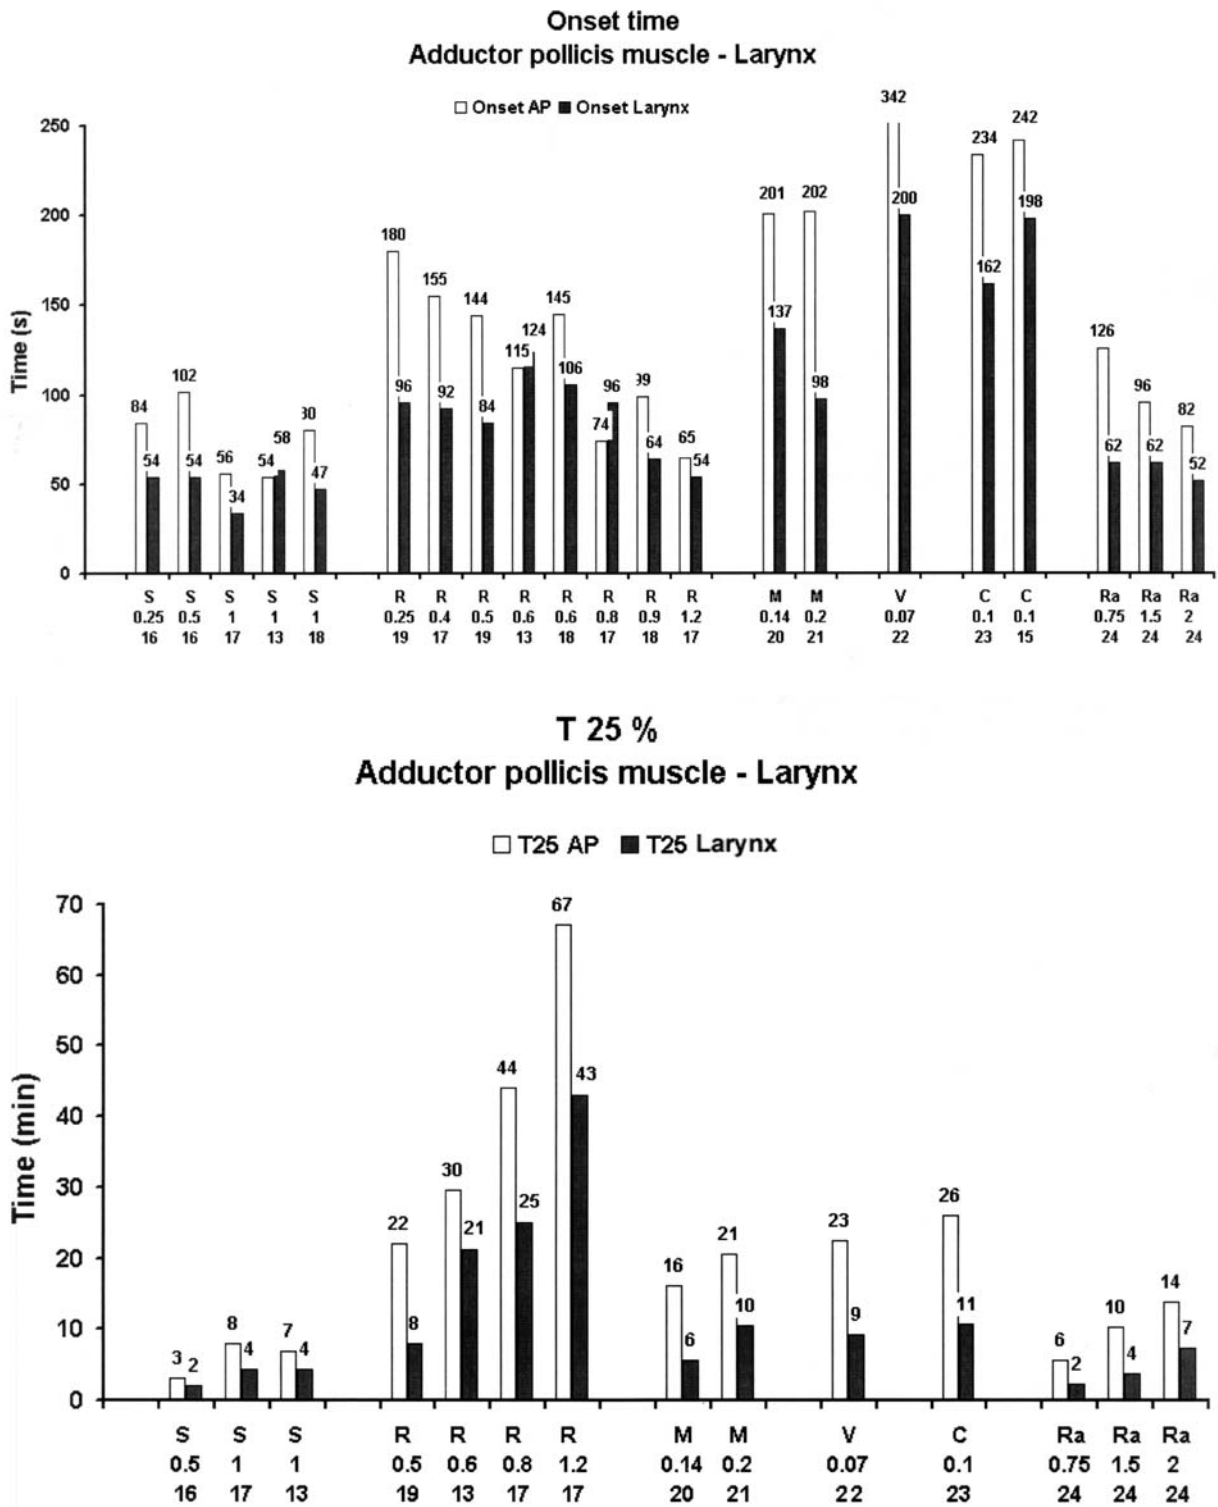 Onset time
Adductor pollicis muscle - Larynx
Onset AP Onset Larynx
Time (s)
250
200
150
100
50
0
84 54 102 54 56 34 54 58 80 47
180 96 155 92 144 84 115 124 145 106 74 96 99 64 65 54
201 137 202 98
342 200
234 162 242 198
126 62 96 62 82 52
S S S S S R R R R R R R R M M V C C Ra Ra Ra
0.25 0.5 1 1 1 0.25 0.4 0.5 0.6 0.6 0.8 0.9 1.2 0.14 0.2 0.07 0.1 0.1 0.75 1.5 2
16 16 17 13 18 19 17 19 13 18 17 18 17 20 21 22 23 15 24 24 24
T 25 %
Adductor pollicis muscle - Larynx
T25 AP T25 Larynx
Time (min)
70
60
50
40
30
20
10
0
3 2 8 4 7 4
22 8 30 21 44 25 67 43
16 6 21 10
23 9
26 11
6 2 10 4 14 7
S S S R R R R M M V C Ra Ra Ra
0.5 1 1 0.5 0.6 0.8 1.2 0.14 0.2 0.07 0.1 0.75 1.5 2
16 17 13 19 13 17 17 20 21 22 23 24 24 24